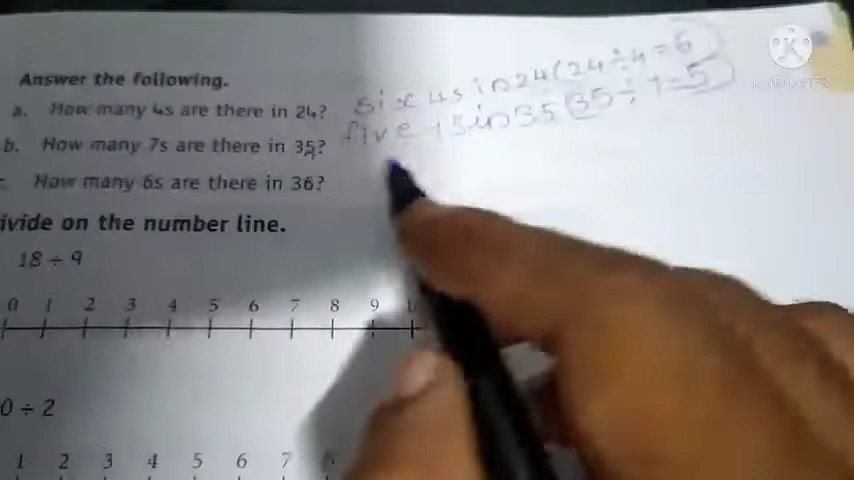 Answer the following.
a. How many 4s are there in 24? Six 4s in 24 (24÷4=6
b. How many 7s are there in 35? five 7s in 35 (35÷7=5)
How many 6s are there in 36?
ivide on the number line.
18 ÷ 9
0 1 2 3 4 5 6 7 8 9
0 ÷ 2
1 2 3 4 5 6 7 8
KINEMASTER